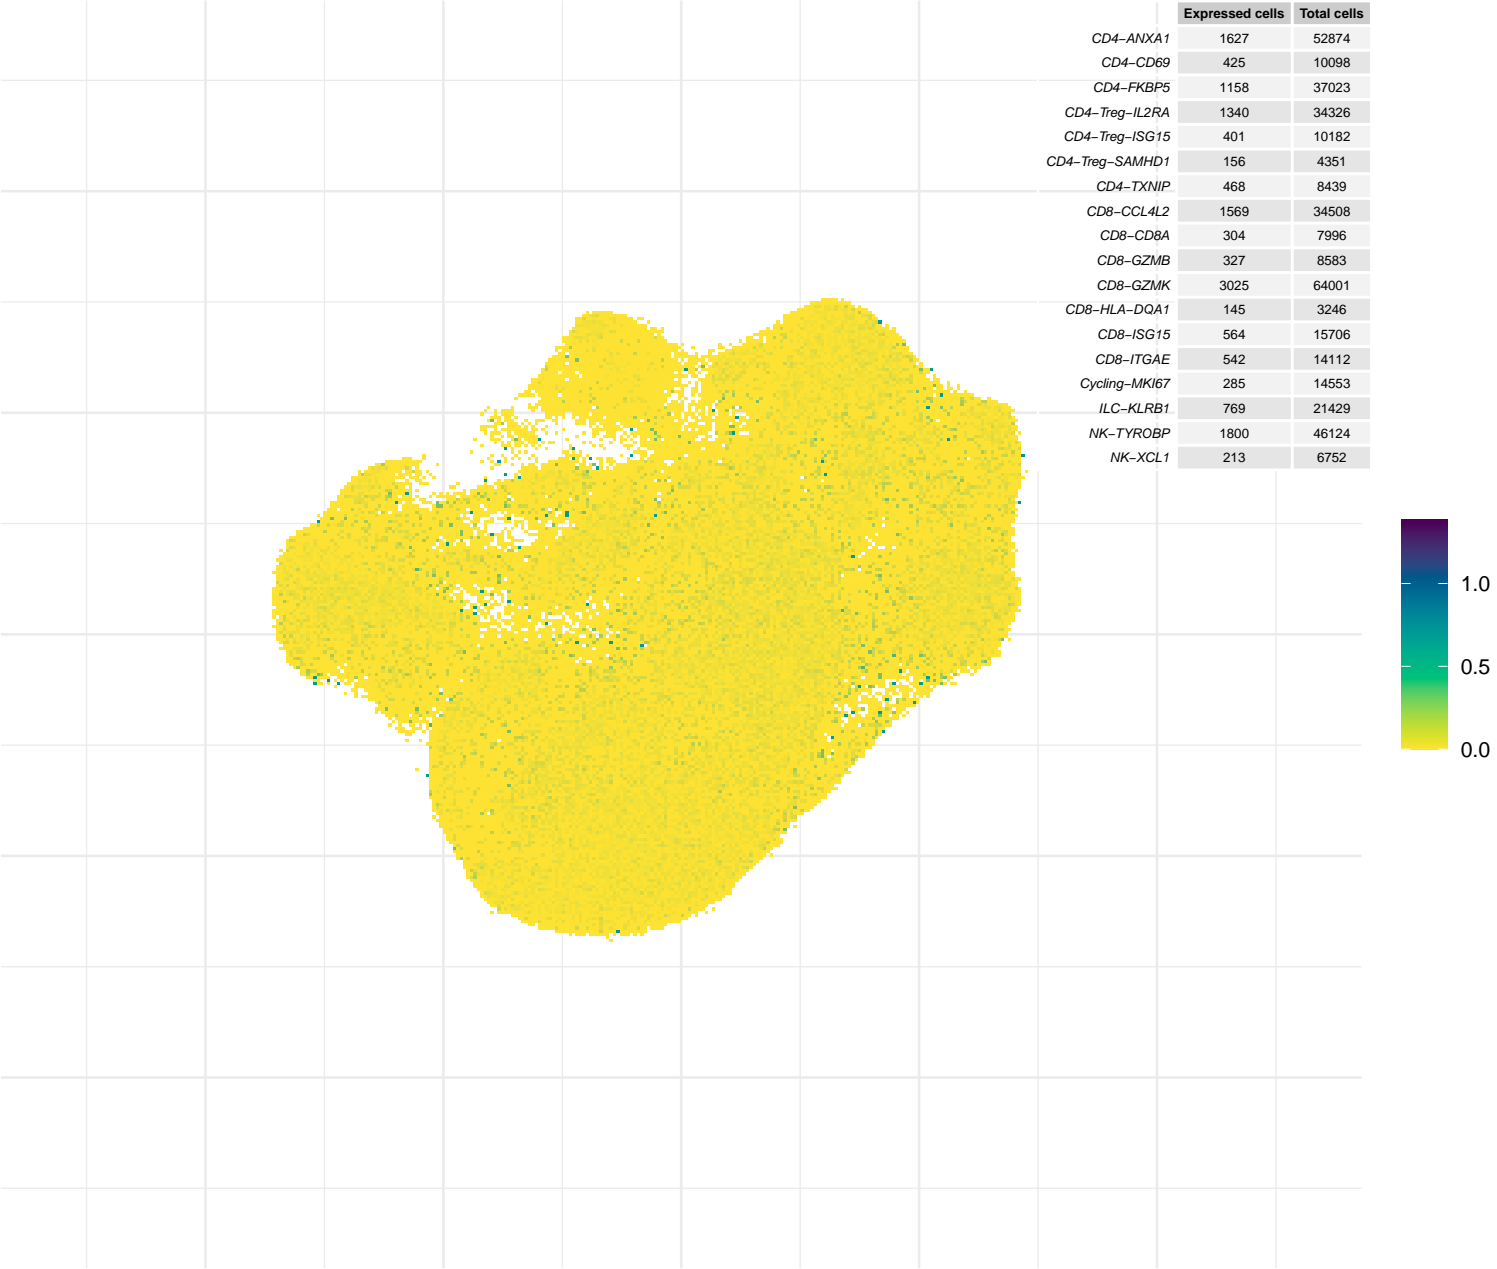 Expressed cells Total cells
CD4−ANXA1 1627 52874
CD4−CD69 425 10098
CD4−FKBP5 1158 37023
CD4−Treg−IL2RA 1340 34326
CD4−Treg−ISG15 401 10182
CD4−Treg−SAMHD1 156 4351
CD4−TXNIP 468 8439
CD8−CCL4L2 1569 34508
CD8−CD8A 304 7996
CD8−GZMB 327 8583
CD8−GZMK 3025 64001
CD8−HLA−DQA1 145 3246
CD8−ISG15 564 15706
CD8−ITGAE 542 14112
Cycling−MKI67 285 14553
ILC−KLRB1 769 21429
NK−TYROBP 1800 46124
NK−XCL1 213 6752
1.0
0.5
0.0